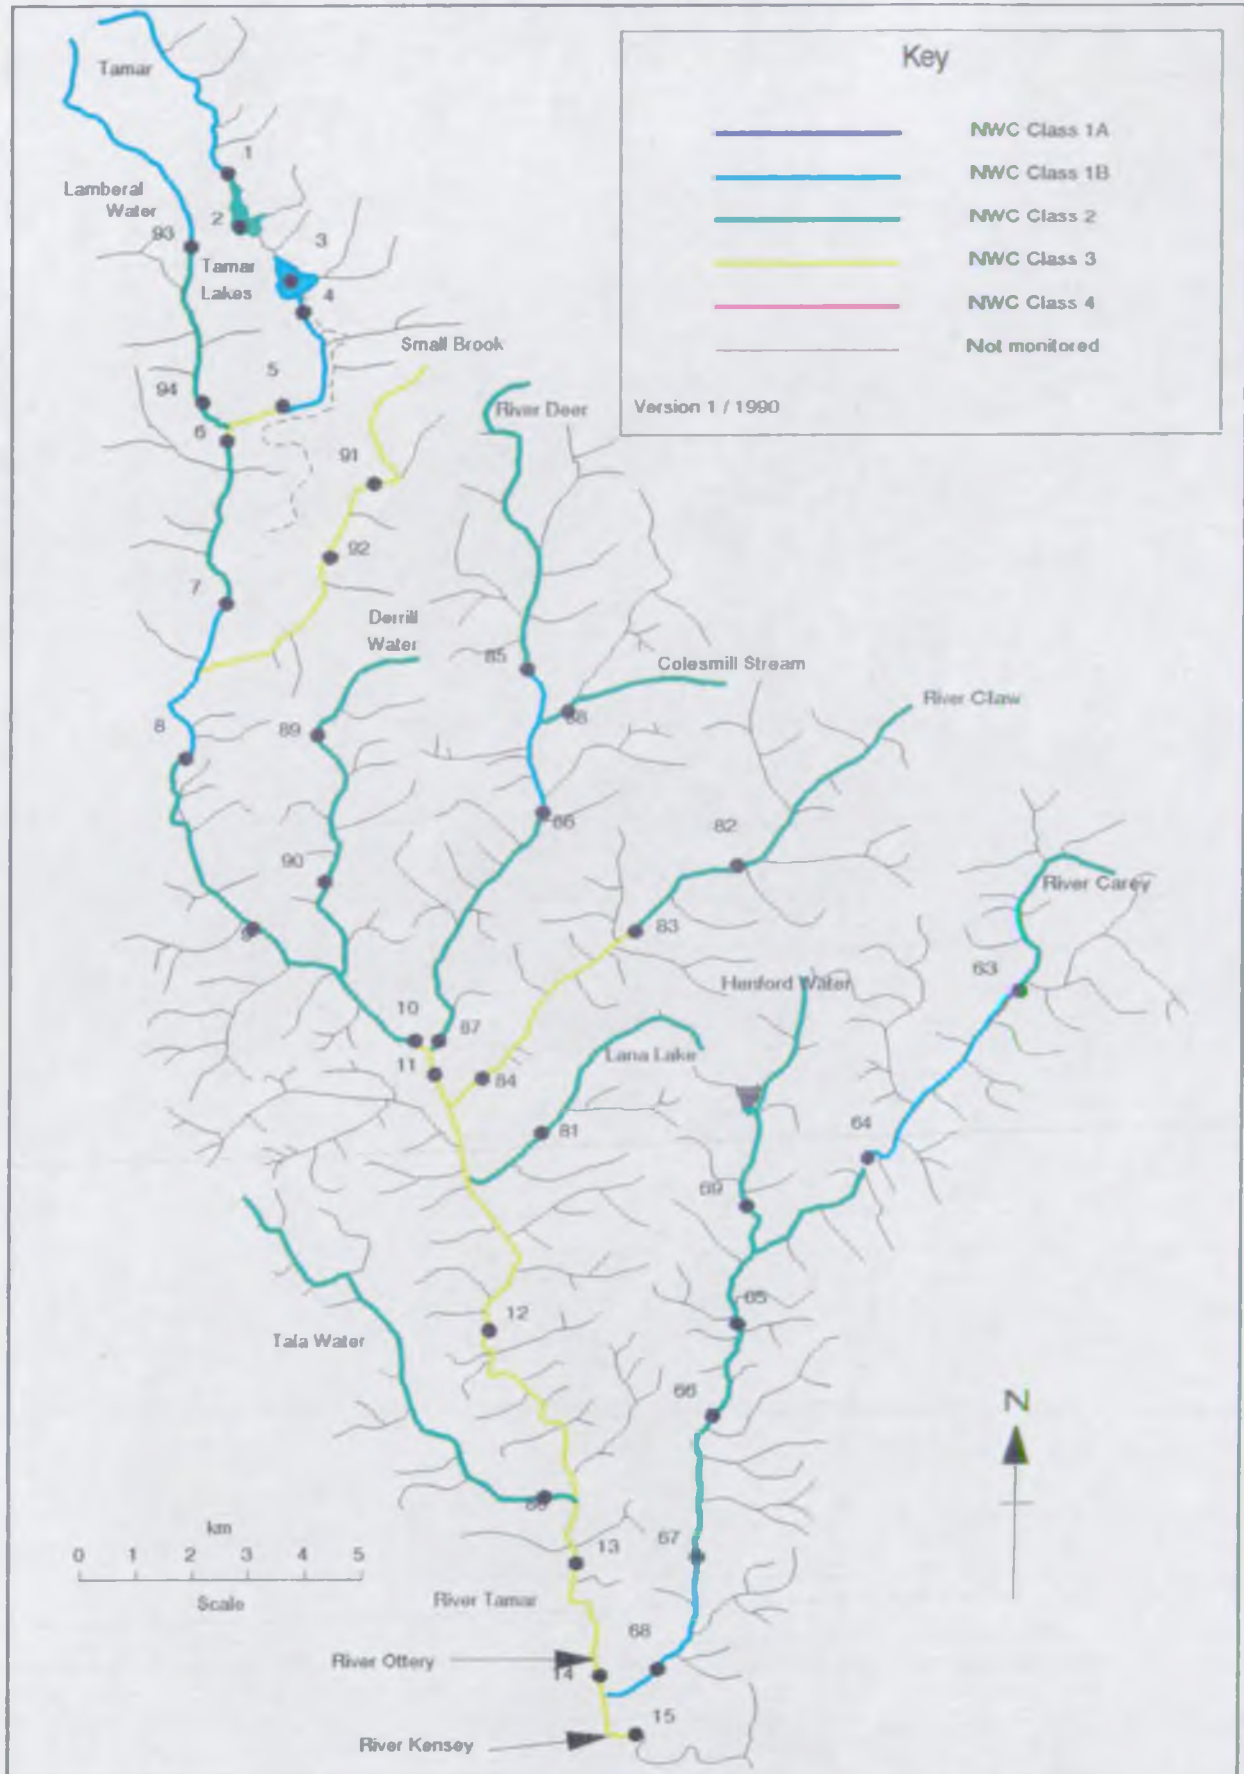 Key
NWC Class 1A
NWC Class 1B
NWC Class 2
NWC Class 3
NWC Class 4
Not monitored
Version 1 / 1990
Tamar
1
Lamberal
Water
2
93
3
Tamar
Lakes
4
Small Brook
5
94
River Deer
6
91
92
7
Derrill
Water
85
Colesmill Stream
River Claw
8
89
88
86
82
90
River Carey
9
83
63
Henford Water
10
87
Lana Lake
11
84
81
64
69
12
65
Tala Water
66
N
km
13
67
0 1 2 3 4 5
Scale
River Tamar
68
River Ottery
14
15
River Kensey